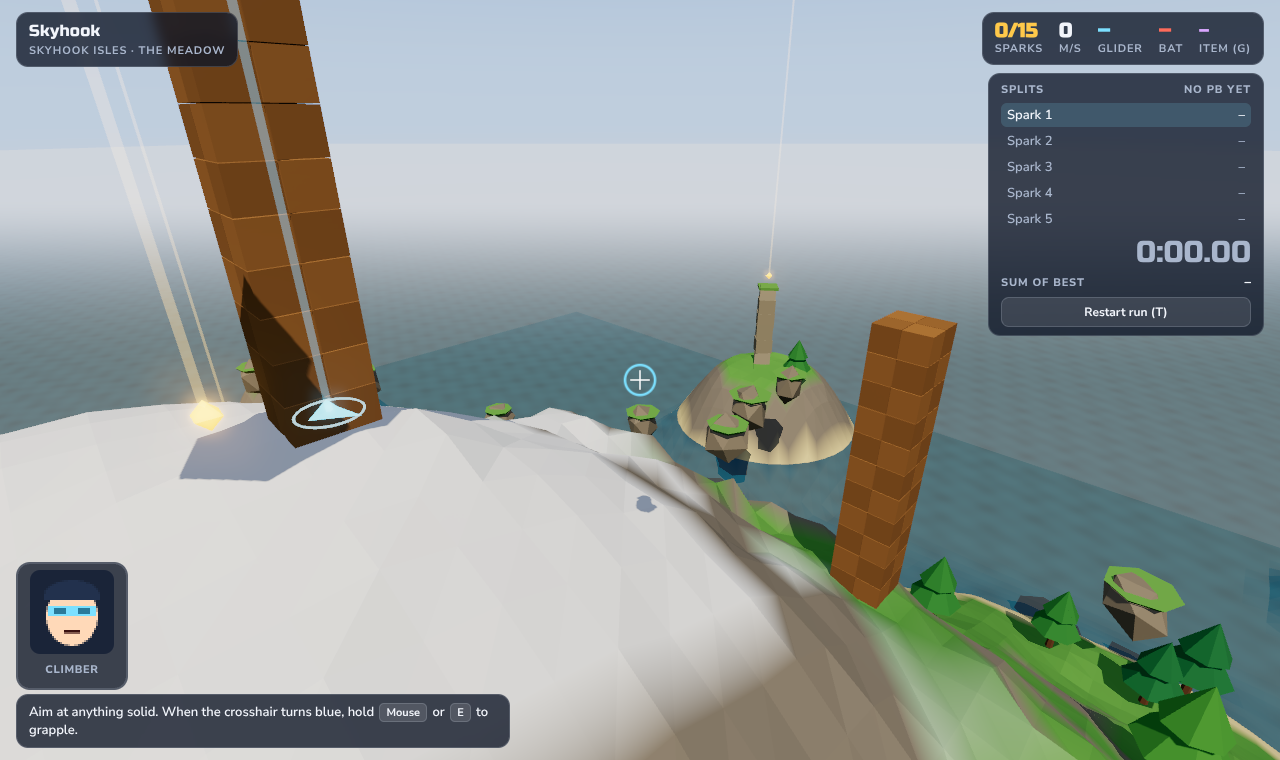 Skyhook
SKYHOOK ISLES · THE MEADOW
0/15 0 – – –
SPARKS M/S GLIDER BAT ITEM (G)
SPLITS NO PB YET
Spark 1 –
Spark 2 –
Spark 3 –
Spark 4 –
Spark 5 –
0:00.00
SUM OF BEST –
Restart run (T)
CLIMBER
Aim at anything solid. When the crosshair turns blue, hold Mouse or E to
grapple.